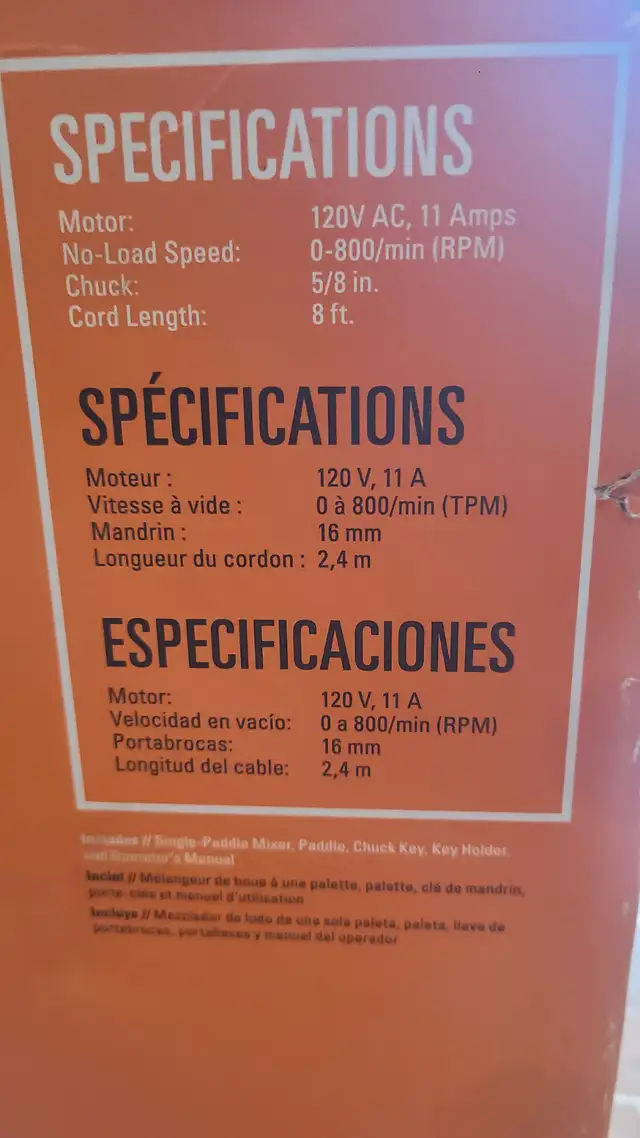 SPECIFICATIONS
Motor: 120V AC, 11 Amps
No-Load Speed: 0-800/min (RPM)
Chuck: 5/8 in.
Cord Length: 8 ft.
SPÉCIFICATIONS
Moteur : 120 V, 11 A
Vitesse à vide : 0 à 800/min (TPM)
Mandrin : 16 mm
Longueur du cordon : 2,4 m
ESPECIFICACIONES
Motor: 120 V, 11 A
Velocidad en vacío: 0 a 800/min (RPM)
Portabrocas: 16 mm
Longitud del cable: 2,4 m
Includes // Single-Paddle Mixer, Paddle, Chuck Key, Key Holder,
and Operator's Manual
Inclut // Mélangeur de boue à une palette, palette, clé de mandrin,
porte-clés et manuel d'utilisation
Incluye // Mezclador de lodo de una sola paleta, paleta, llave de
portabrocas, portallaves y manual del operador